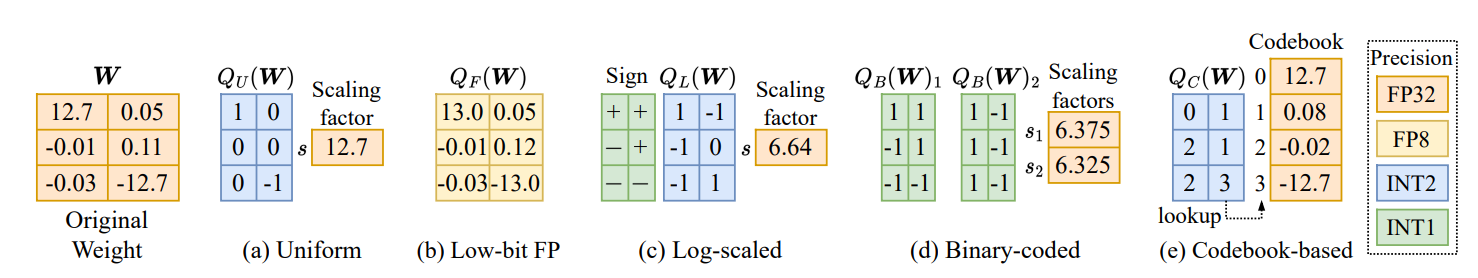 W
12.7 0.05
-0.01 0.11
-0.03 -12.7
Original
Weight
Q_U(W)
1 0
0 0
0 -1
Scaling
factor
s 12.7
(a) Uniform
Q_F(W)
13.0 0.05
-0.01 0.12
-0.03 -13.0
(b) Low-bit FP
Sign Q_L(W)
+ + 1 -1
− + -1 0
− − -1 1
Scaling
factor
s 6.64
(c) Log-scaled
Q_B(W)_1 Q_B(W)_2
1 1 1 -1
-1 1 1 -1
-1 -1 1 -1
Scaling
factors
s_1 6.375
s_2 6.325
(d) Binary-coded
Codebook
Q_C(W) 0 12.7
0 1 1 0.08
2 1 2 -0.02
2 3 3 -12.7
lookup
(e) Codebook-based
Precision
FP32
FP8
INT2
INT1